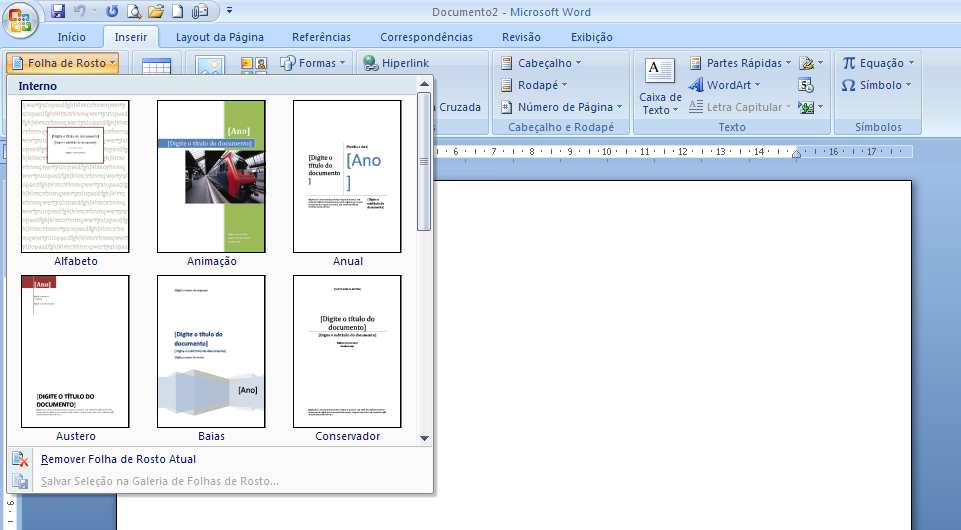 Documento2 - Microsoft Word
Início Inserir Layout da Página Referências Correspondências Revisão Exibição
Folha de Rosto Formas Hiperlink Cabeçalho Partes Rápidas Equação
Rodapé Caixa de Texto WordArt Símbolo
Cruzada Número de Página Letra Capitular
Cabeçalho e Rodapé Texto Símbolos
6 7 8 9 10 11 12 13 14 16 17
Interno
[Digite o título do documento]
[Ano]
[Digite o título do documento]
[Digite o título do documento]
[Ano]
Alfabeto Animação Anual
[Ano]
[DIGITE O TÍTULO DO DOCUMENTO]
[Digite o título do documento]
[Digite o subtítulo do documento]
[Ano]
[Digite o título do documento]
[Digite o subtítulo do documento]
Austero Baias Conservador
Remover Folha de Rosto Atual
Salvar Seleção na Galeria de Folhas de Rosto...